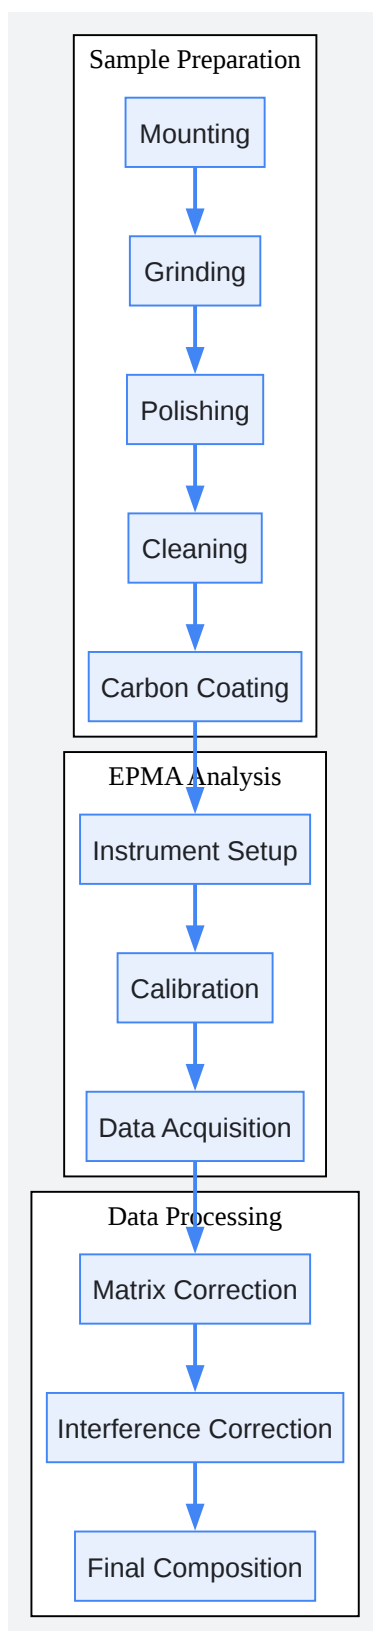 Sample Preparation
Mounting
Grinding
Polishing
Cleaning
Carbon Coating
EPMA Analysis
Instrument Setup
Calibration
Data Acquisition
Data Processing
Matrix Correction
Interference Correction
Final Composition